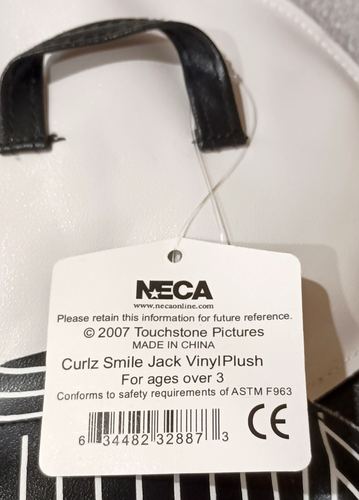 NECA
www.necaonline.com
Please retain this information for future reference.
© 2007 Touchstone Pictures
MADE IN CHINA
Curlz Smile Jack VinylPlush
For ages over 3
Conforms to safety requirements of ASTM F963
6 34482 32887 3
CE